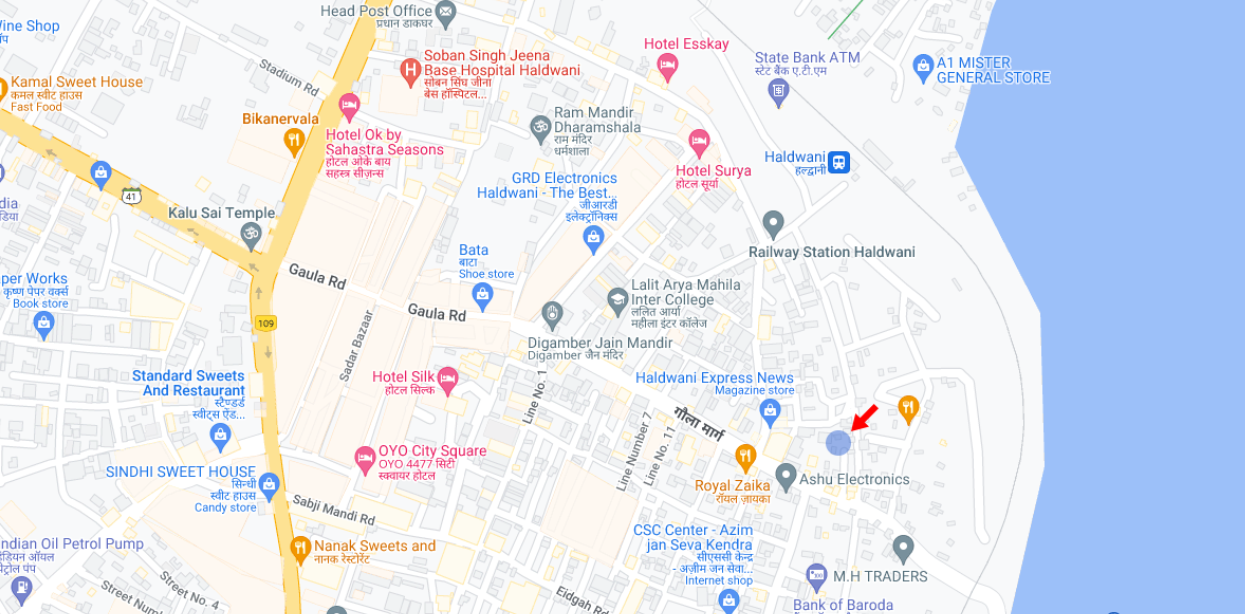 Head Post Office
प्रधान डाकघर
Wine Shop
ॉप
Soban Singh Jeena
Base Hospital Haldwani
सोबन सिंघ जीना
बेस हॉस्पिटल...
Hotel Esskay
State Bank ATM
स्टेट बैंक ए.टी.एम
A1 MISTER
GENERAL STORE
Stadium Rd
Kamal Sweet House
कमल स्वीट हाउस
Fast Food
Bikanervala
Hotel Ok by
Sahastra Seasons
होटल ओके बाय
सहस्त्र सीज़न्स
Ram Mandir
Dharamshala
राम मंदिर
धर्मशाला
Hotel Surya
होटल सूर्या
Haldwani
हल्द्वानी
GRD Electronics
Haldwani - The Best...
जीआरडी
इलेक्ट्रॉनिक्स
41
dia
डिया
Kalu Sai Temple
Railway Station Haldwani
Bata
बाटा
Shoe store
Gaula Rd
Gaula Rd
per Works
कृष्ण पेपर वर्क्स
Book store
Lalit Arya Mahila
Inter College
ललित आर्या
महीला इंटर कॉलेज
109
Sadar Bazaar
Digamber Jain Mandir
Digamber जैन मंदिर
Standard Sweets
And Restaurant
स्टैण्डर्ड
स्वीट्स ऐंड...
Hotel Silk
होटल सिल्क
Line No. 1
Haldwani Express News
Magazine store
गौला मार्ग
Line Number 7
Line No. 11
OYO City Square
OYO 4477 सिटी
स्क्वायर होटल
SINDHI SWEET HOUSE
सिन्धी
स्वीट हाउस
Candy store
Royal Zaika
रॉयल ज़ायका
Ashu Electronics
Sabji Mandi Rd
CSC Center - Azim
jan Seva Kendra
सीएससी केन्द्र
- अज़ीम जन सेवा...
Internet shop
ndian Oil Petrol Pump
इंडियन ऑयल
पेट्रोल पंप
Nanak Sweets and
नानक रेस्टोरेंट
M.H TRADERS
Street No. 4
Street Num
Eidgah Rd
Bank of Baroda